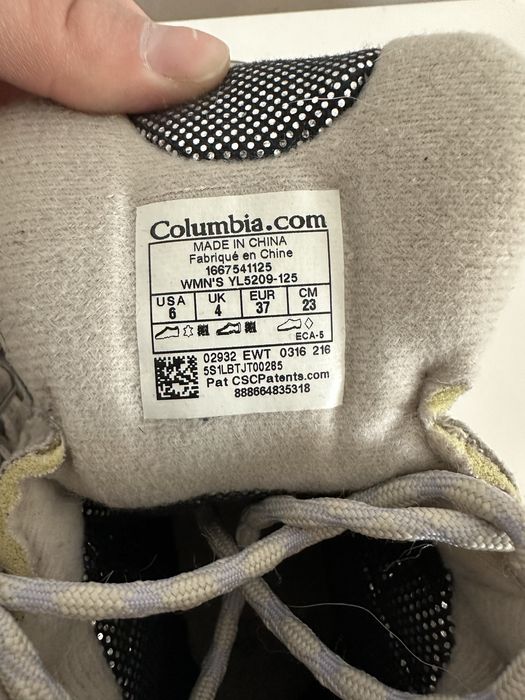 Columbia.com
MADE IN CHINA
Fabriqué en Chine
1667541125
WMN'S YL5209-125
USA UK EUR CM
6 4 37 23
ECA-5
02932 EWT 0316 216
5S1LBTJT00285
Pat CSCPatents.com
888664835318